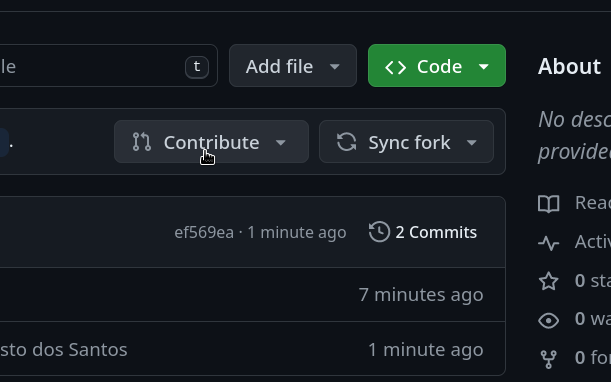 le t Add file Code About
No desc
provide
. Contribute Sync fork
Read
ef569ea · 1 minute ago 2 Commits
Activ
0 sta
7 minutes ago
0 wa
sto dos Santos 1 minute ago
0 for